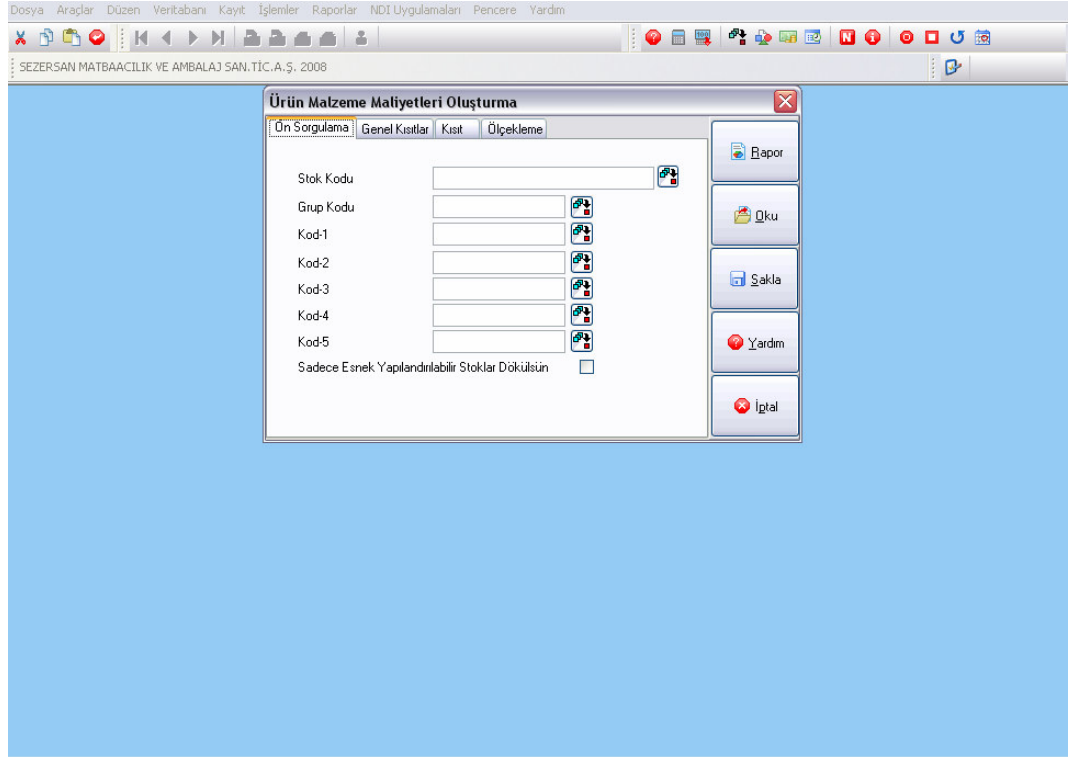 Dosya Araçlar Düzen Veritabanı Kayıt İşlemler Raporlar NDI Uygulamaları Pencere Yardım
SEZERSAN MATBAACILIK VE AMBALAJ SAN.TİC.A.Ş. 2008
Ürün Malzeme Maliyetleri Oluşturma
Ön Sorgulama Genel Kısıtlar Kısıt Ölçekleme
Rapor
Stok Kodu
Grup Kodu
Oku
Kod-1
Kod-2
Sakla
Kod-3
Kod-4
Kod-5
Yardım
Sadece Esnek Yapılandırılabilir Stoklar Dökülsün
İptal